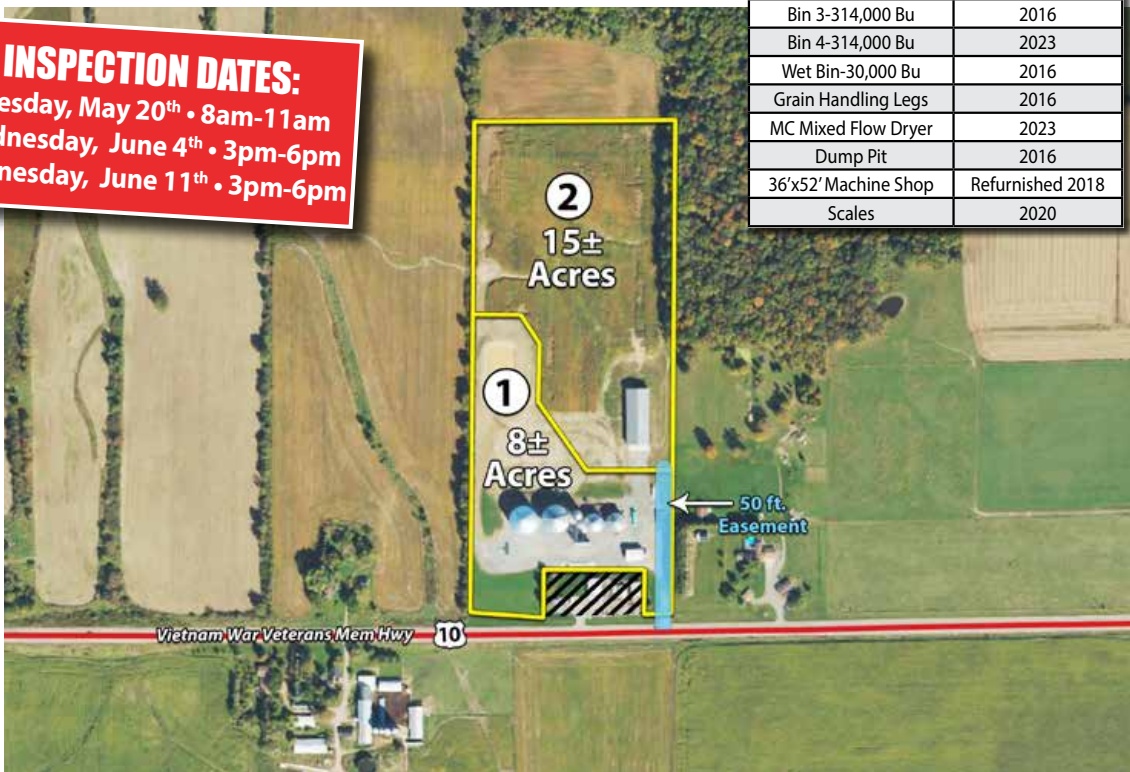 INSPECTION DATES:
esday, May 20th • 8am-11am
dnesday, June 4th • 3pm-6pm
nesday, June 11th • 3pm-6pm
Bin 3-314,000 Bu 2016
Bin 4-314,000 Bu 2023
Wet Bin-30,000 Bu 2016
Grain Handling Legs 2016
MC Mixed Flow Dryer 2023
Dump Pit 2016
36'x52' Machine Shop Refurnished 2018
Scales 2020
2
15±
Acres
1
8±
Acres
50 ft.
Easement
Vietnam War Veterans Mem Hwy 10